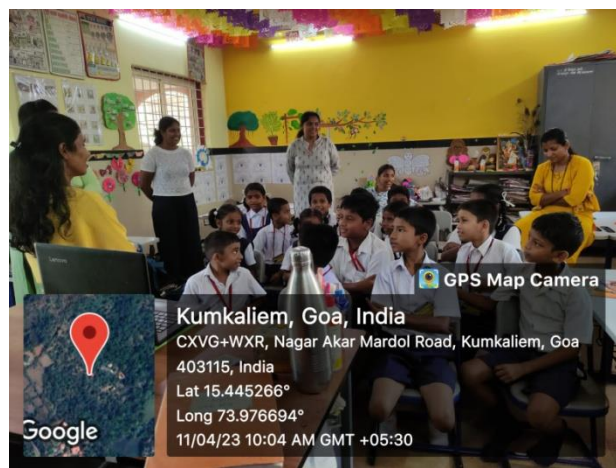 Lenovo
GPS Map Camera
Kumkaliem, Goa, India
CXVG+WXR, Nagar Akar Mardol Road, Kumkaliem, Goa
403115, India
Lat 15.445266°
Long 73.976694°
11/04/23 10:04 AM GMT +05:30
Google